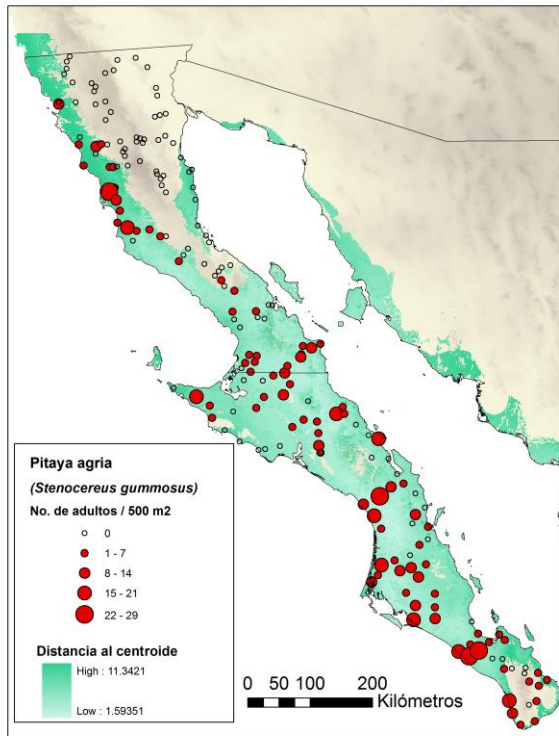 Pitaya agria
(Stenocereus gummosus)
No. de adultos / 500 m2
0
1 - 7
8 - 14
15 - 21
22 - 29
Distancia al centroide
High : 11.3421
Low : 1.59351
0 50 100 200
Kilómetros